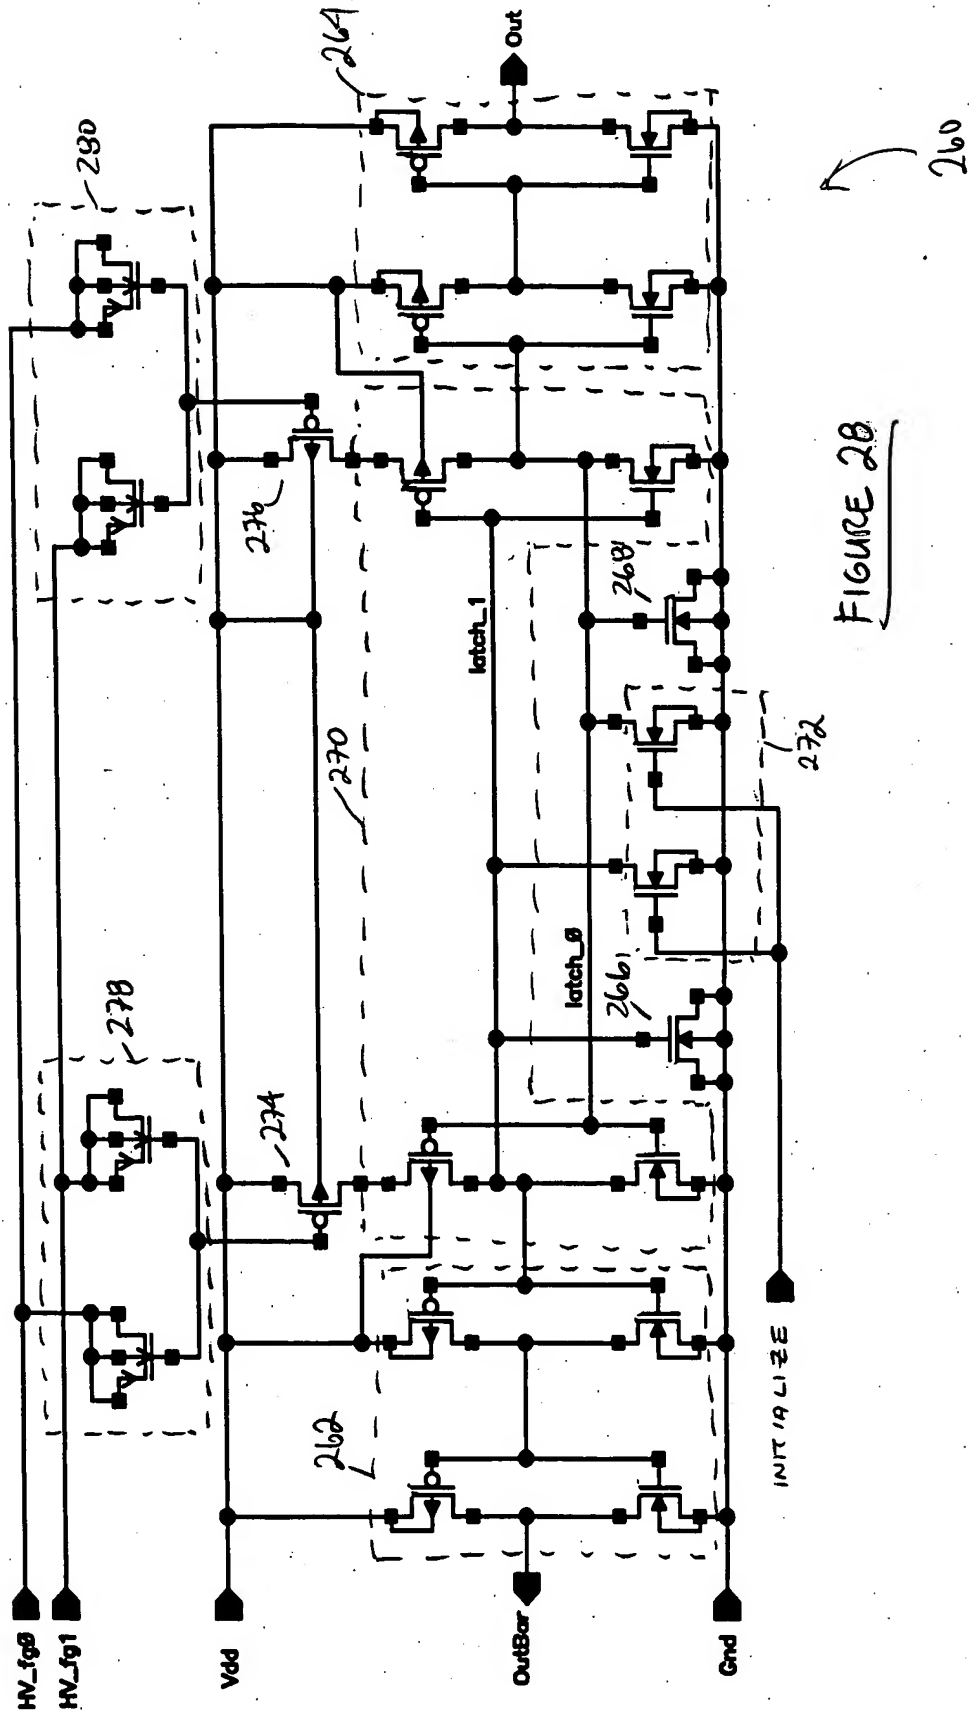 HV_fg0
HV_fg1
Vdd
OutBar
Gnd
INITIALIZE
262
278
274
266
latch_0
270
272
268
latch_1
276
280
264
Out
260
FIGURE 28